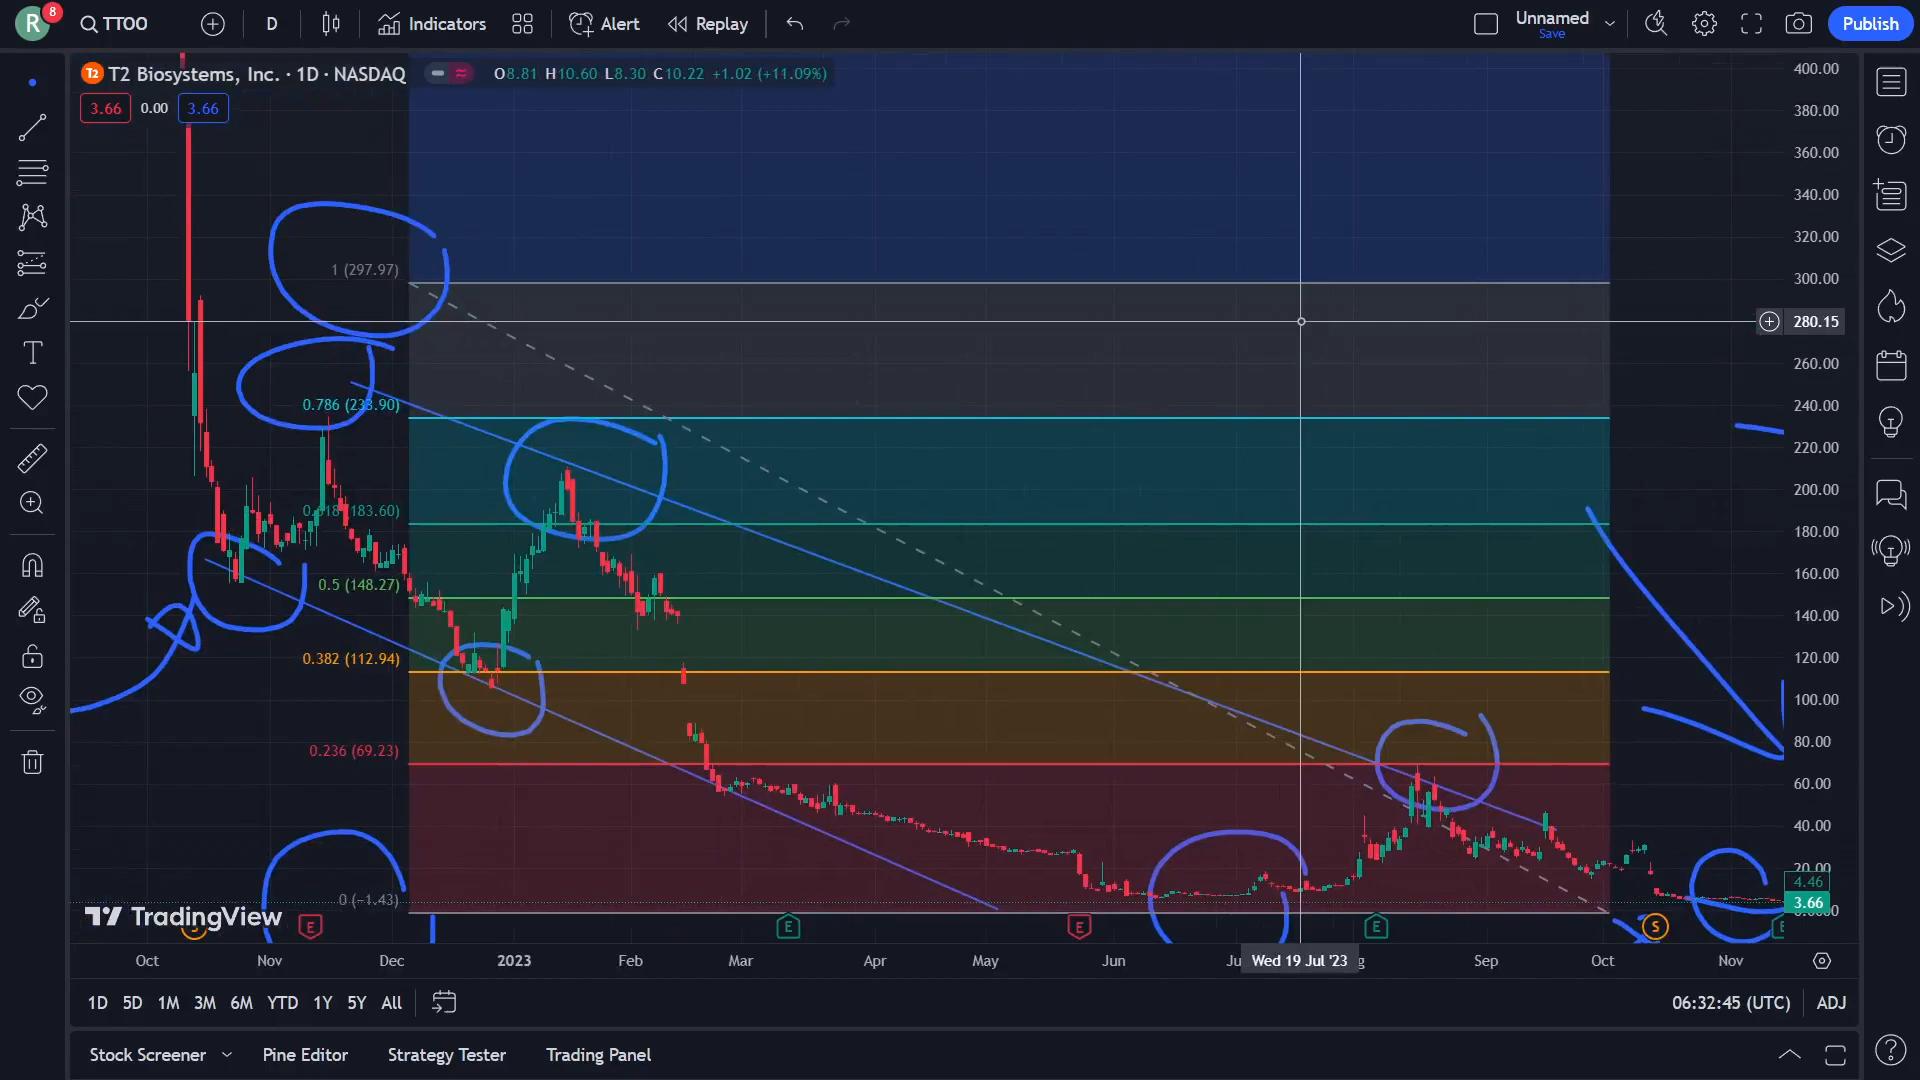 R
8
TTOO
D
Indicators
Alert
Replay
Unnamed
Save
Publish
T2 Biosystems, Inc. · 1D · NASDAQ
O8.81 H10.60 L8.30 C10.22 +1.02 (+11.09%)
3.66 0.00 3.66
400.00
380.00
360.00
340.00
320.00
300.00
280.15
260.00
240.00
220.00
200.00
180.00
160.00
140.00
120.00
100.00
80.00
60.00
40.00
20.00
4.46
3.66
1 (297.97)
0.786 (233.90)
0.618 (183.60)
0.5 (148.27)
0.382 (112.94)
0.236 (69.23)
0 (−1.43)
TradingView
E
E
E
E
S
Oct Nov Dec 2023 Feb Mar Apr May Jun Wed 19 Jul '23 Sep Oct Nov
1D 5D 1M 3M 6M YTD 1Y 5Y All
06:32:45 (UTC) ADJ
Stock Screener Pine Editor Strategy Tester Trading Panel